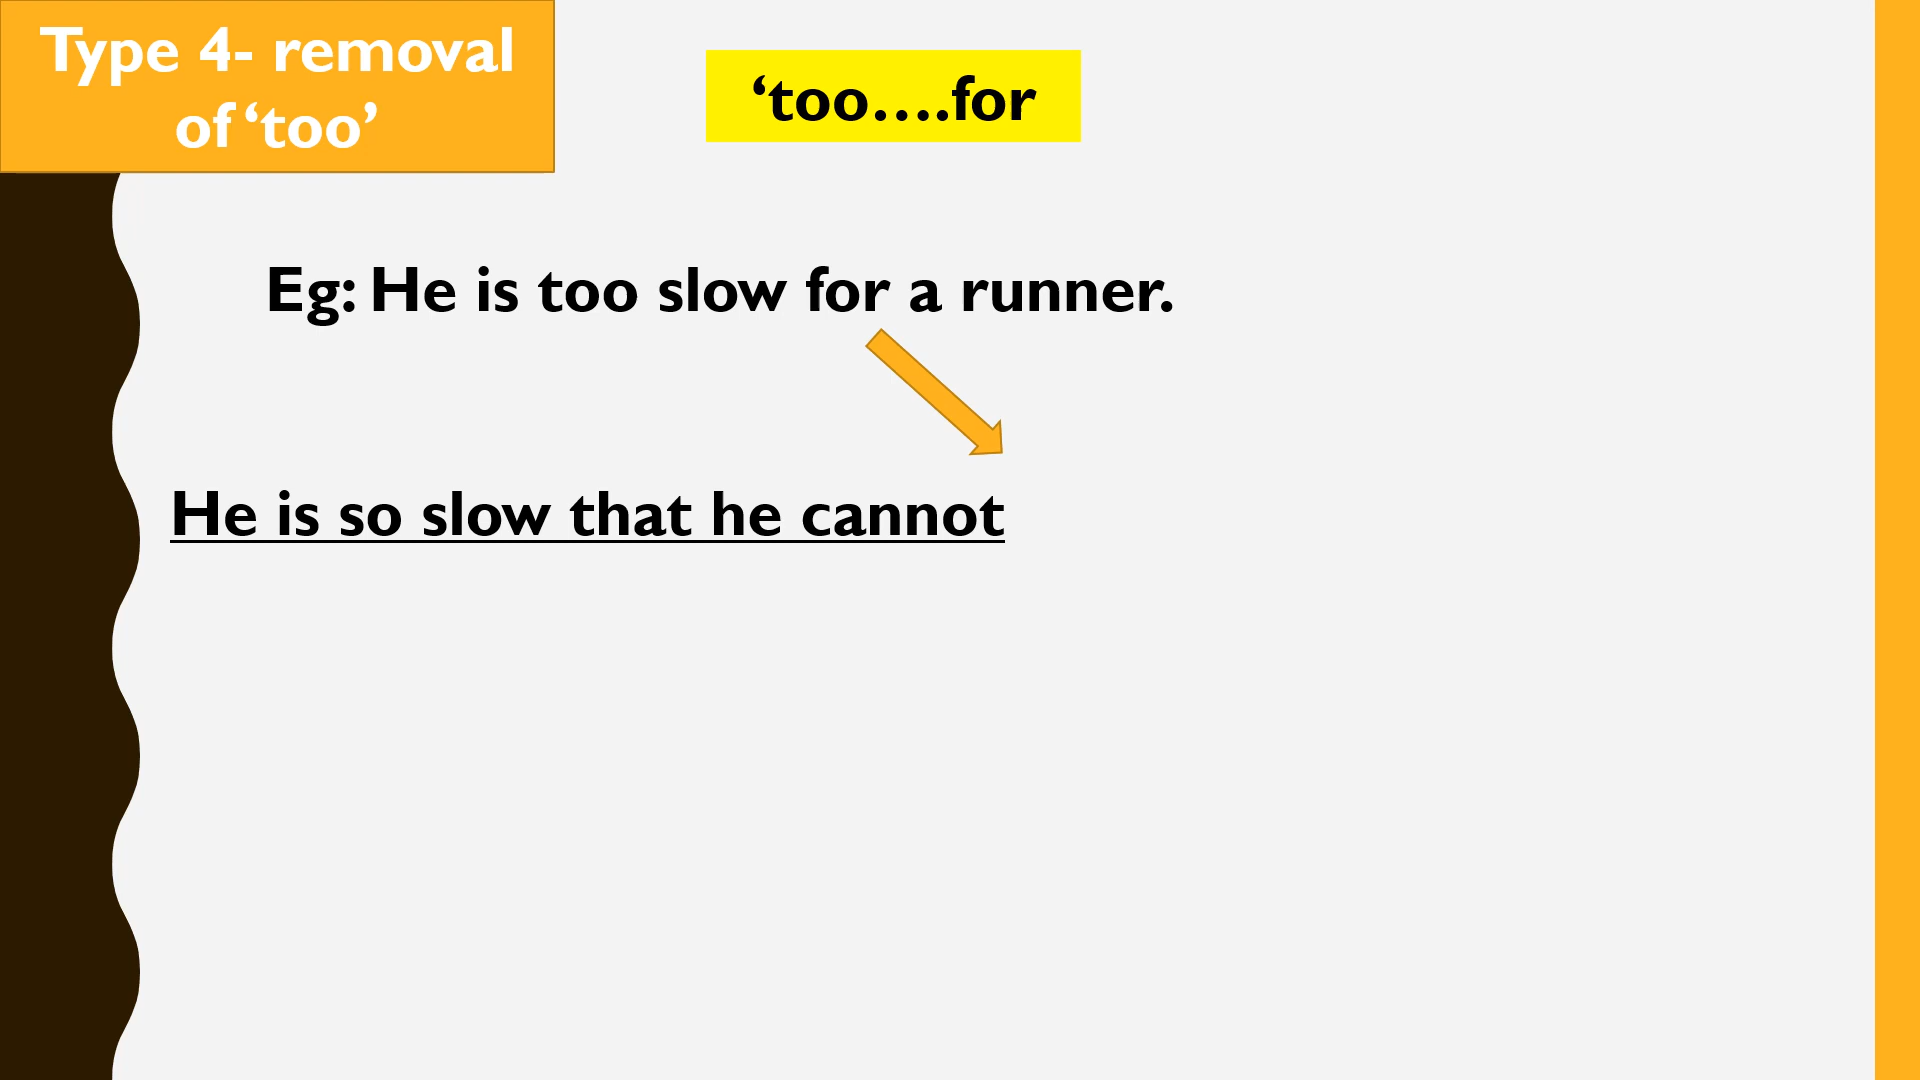 Type 4- removal
of ‘too’
‘too….for
Eg: He is too slow for a runner.
He is so slow that he cannot